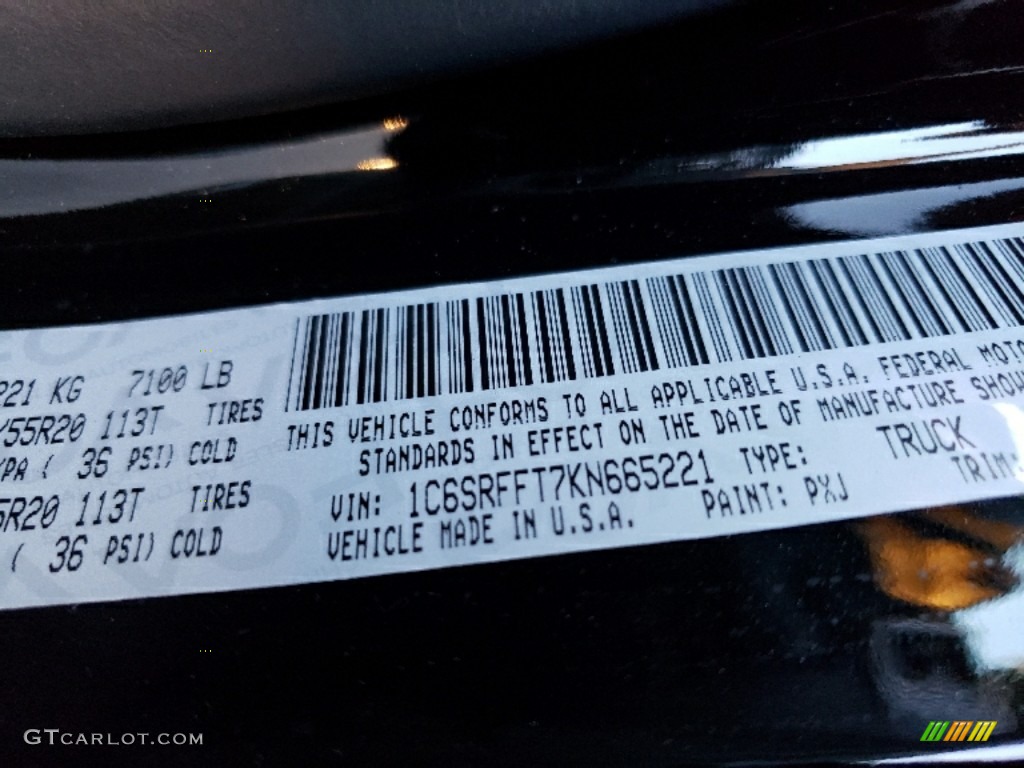 221 KG 7100 LB
/55R20 113T TIRES
KPA ( 36 PSI) COLD
5R20 113T TIRES
( 36 PSI) COLD
THIS VEHICLE CONFORMS TO ALL APPLICABLE U.S.A. FEDERAL MOTO
STANDARDS IN EFFECT ON THE DATE OF MANUFACTURE SHOW
VIN: 1C6SRFFT7KN665221 TYPE: TRUCK
VEHICLE MADE IN U.S.A. PAINT: PXJ TRIM:
GTCARLOT.COM